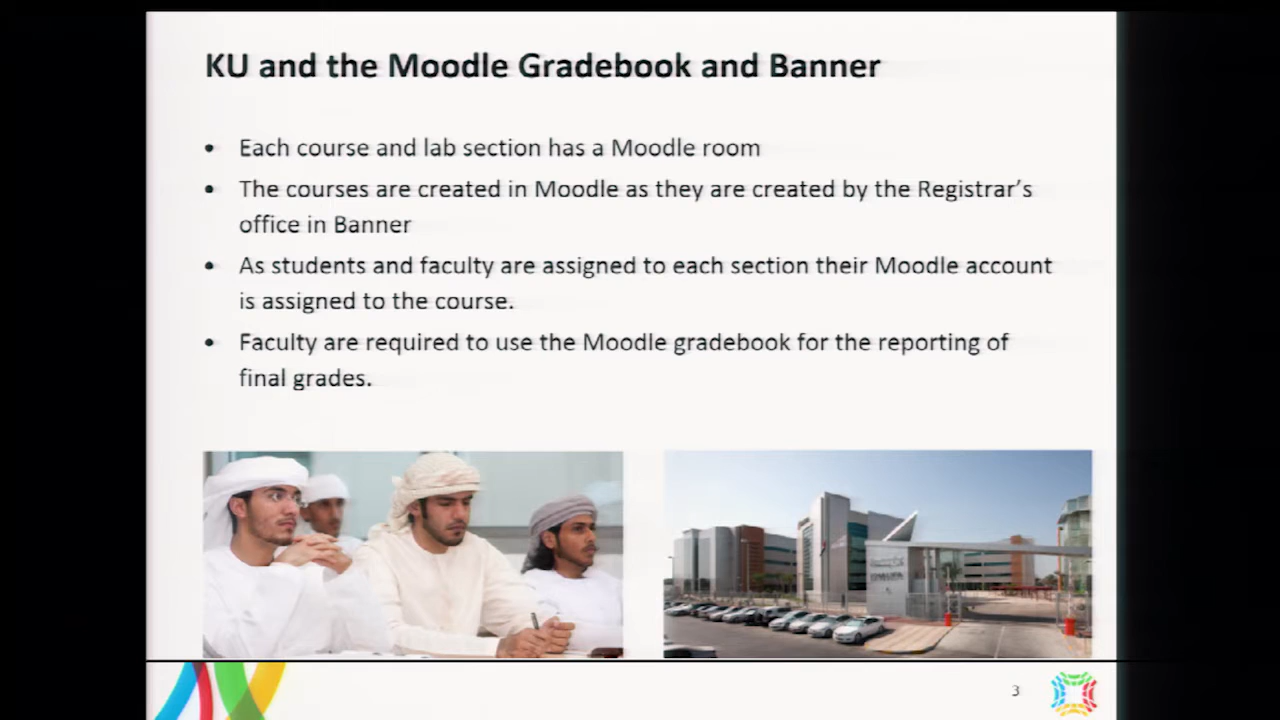 KU and the Moodle Gradebook and Banner
• Each course and lab section has a Moodle room
• The courses are created in Moodle as they are created by the Registrar’s
office in Banner
• As students and faculty are assigned to each section their Moodle account
is assigned to the course.
• Faculty are required to use the Moodle gradebook for the reporting of
final grades.
3